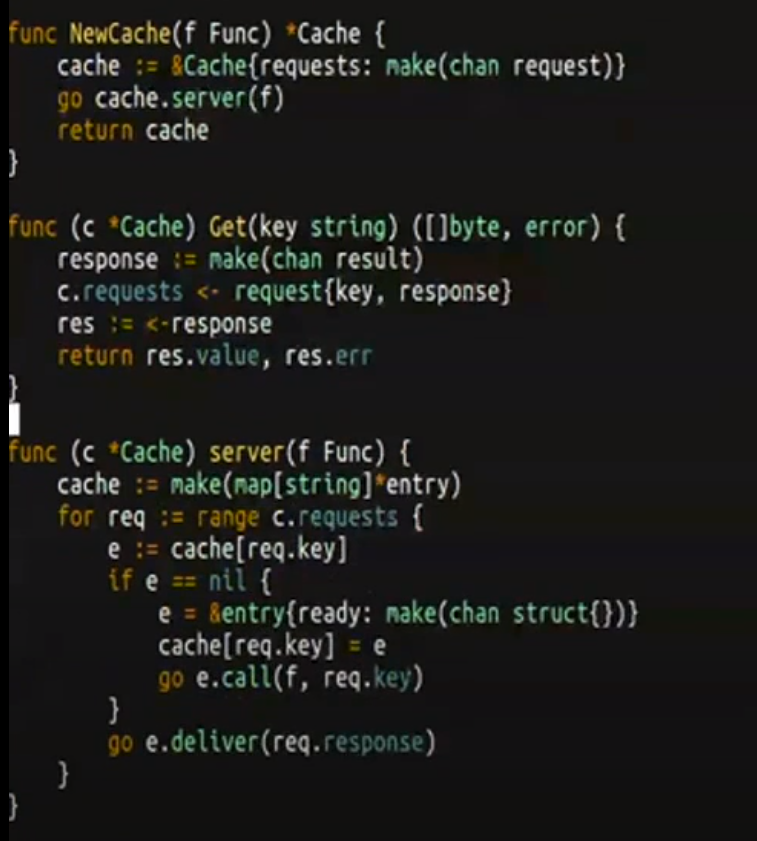 func NewCache(f Func) *Cache {
    cache := &Cache{requests: make(chan request)}
    go cache.server(f)
    return cache
}

func (c *Cache) Get(key string) ([]byte, error) {
    response := make(chan result)
    c.requests <- request{key, response}
    res := <-response
    return res.value, res.err
}

func (c *Cache) server(f Func) {
    cache := make(map[string]*entry)
    for req := range c.requests {
        e := cache[req.key]
        if e == nil {
            e = &entry{ready: make(chan struct{})}
            cache[req.key] = e
            go e.call(f, req.key)
        }
        go e.deliver(req.response)
    }
}